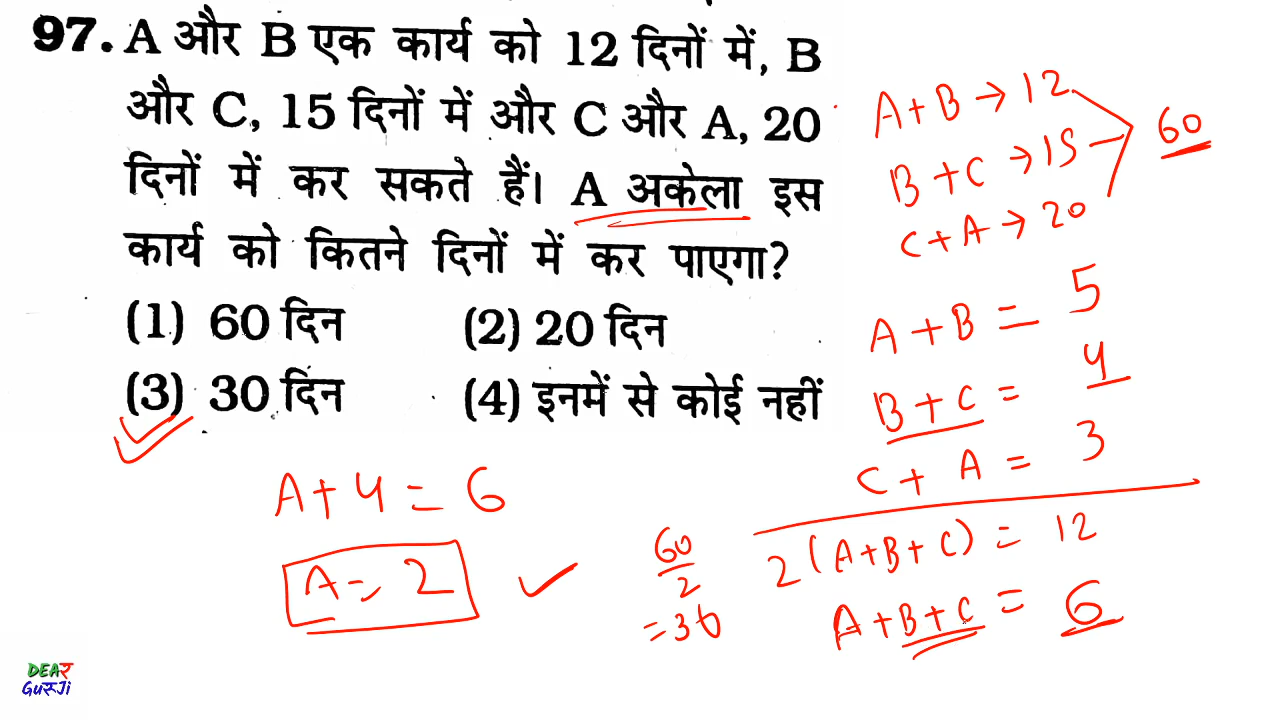 97. A और B एक कार्य को 12 दिनों में, B
और C, 15 दिनों में और C और A, 20
दिनों में कर सकते हैं। A अकेला इस
कार्य को कितने दिनों में कर पाएगा?
(1) 60 दिन (2) 20 दिन
(3) 30 दिन (4) इनमें से कोई नहीं
A + B → 12
B + C → 15
C + A → 20
60
A + B = 5
B + C = 4
C + A = 3
2(A+B+C) = 12
A+B+C = 6
A + 4 = 6
A = 2
60
2
= 30
DEAR
GuruJi